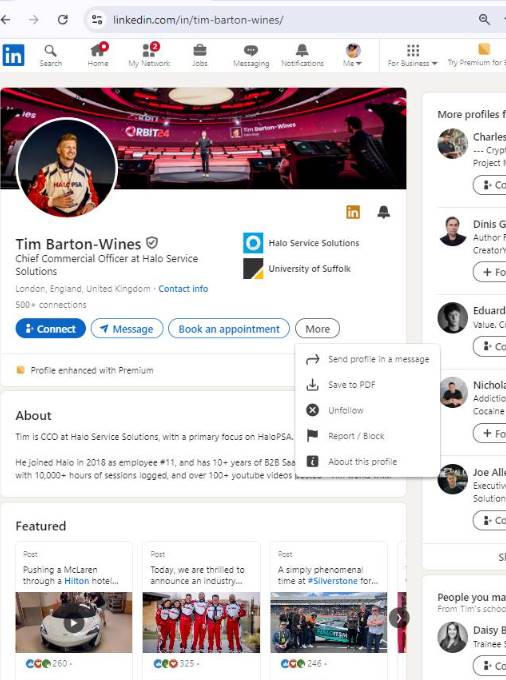 linkedin.com/in/tim-barton-wines/
in
Search
Home
2
My Network
Jobs
Messaging
Notifications
Me
For Business
Try Premium for
ORBIT24
Tim Barton-Wines
HALOPSA
in
Tim Barton-Wines
Chief Commercial Officer at Halo Service
Solutions
London, England, United Kingdom · Contact info
500+ connections
Halo Service Solutions
University of Suffolk
Connect
Message
Book an appointment
More
Send profile in a message
Save to PDF
Unfollow
Report / Block
About this profile
Profile enhanced with Premium
About
Tim is CCO at Halo Service Solutions, with a primary focus on HaloPSA.
He joined Halo in 2018 as employee #11, and has 10+ years of B2B Saa
with 10,000+ hours of sessions logged, and over 100+ youtube videos
Featured
Post
Pushing a McLaren
through a Hilton hotel...
260
Post
Today, we are thrilled to
announce an industry...
325
Post
A simply phenomenal
time at #Silverstone for...
246
More profiles f
Charles
--- Crypt
Project M
Co
Dinis G
Author F
Creator\
+ Fo
Eduard
Value. Cr
Co
Nichola
Addictio
Cocaine
+ Fo
Joe Alle
Executiv
Solution
Co
People you ma
From Tim's schoo
Daisy B
Trainee S
Co